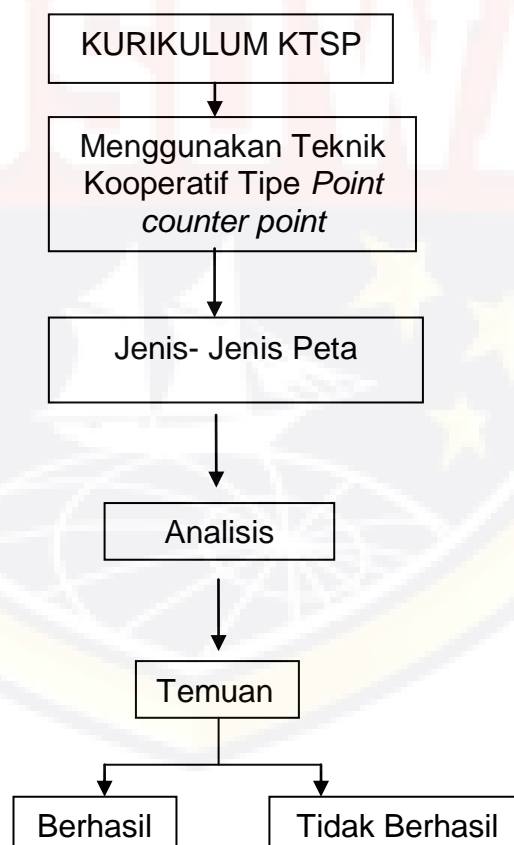 KURIKULUM KTSP
Menggunakan Teknik
Kooperatif Tipe Point
counter point
Jenis- Jenis Peta
Analisis
Temuan
Berhasil
Tidak Berhasil